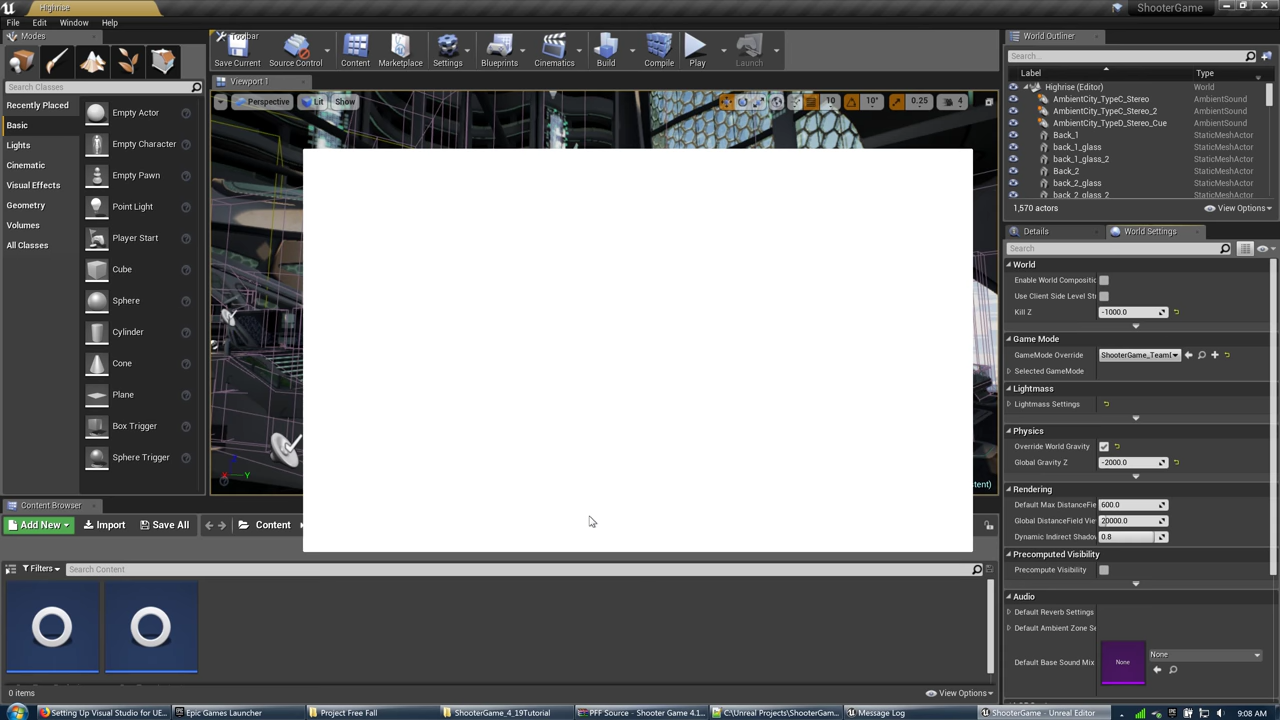 Highrise
ShooterGame
File Edit Window Help
Modes
Search Classes
Recently Placed
Basic
Lights
Cinematic
Visual Effects
Geometry
Volumes
All Classes
Empty Actor
Empty Character
Empty Pawn
Point Light
Player Start
Cube
Sphere
Cylinder
Cone
Plane
Box Trigger
Sphere Trigger
Toolbar
Save Current
Source Control
Content
Marketplace
Settings
Blueprints
Cinematics
Build
Compile
Play
Launch
Viewport 1
Perspective Lit Show
10 10° 0.25 4
Y
tent)
World Outliner
Search...
Label Type
Highrise (Editor) World
AmbientCity_TypeC_Stereo AmbientSound
AmbientCity_TypeC_Stereo_2 AmbientSound
AmbientCity_TypeD_Stereo_Cue AmbientSound
Back_1 StaticMeshActor
back_1_glass StaticMeshActor
back_1_glass_2 StaticMeshActor
Back_2 StaticMeshActor
back_2_glass StaticMeshActor
back_2_glass_2 StaticMeshActor
1,570 actors View Options
Details World Settings
Search
World
Enable World Compositic
Use Client Side Level St
Kill Z -1000.0
Game Mode
GameMode Override ShooterGame_Team
Selected GameMode
Lightmass
Lightmass Settings
Physics
Override World Gravity
Global Gravity Z -2000.0
Rendering
Default Max DistanceFie 600.0
Global DistanceField Vie 20000.0
Dynamic Indirect Shado 0.8
Precomputed Visibility
Precompute Visibility
Audio
Default Reverb Settings
Default Ambient Zone Se
Default Base Sound Mix None None
Content Browser
Add New Import Save All Content
Filters Search Content
0 items View Options
Setting Up Visual Studio for UE...
Epic Games Launcher
Project Free Fall
ShooterGame_4_19Tutorial
PFF Source - Shooter Game 4.1...
C:\Unreal Projects\ShooterGam...
Message Log
ShooterGame - Unreal Editor
9:08 AM